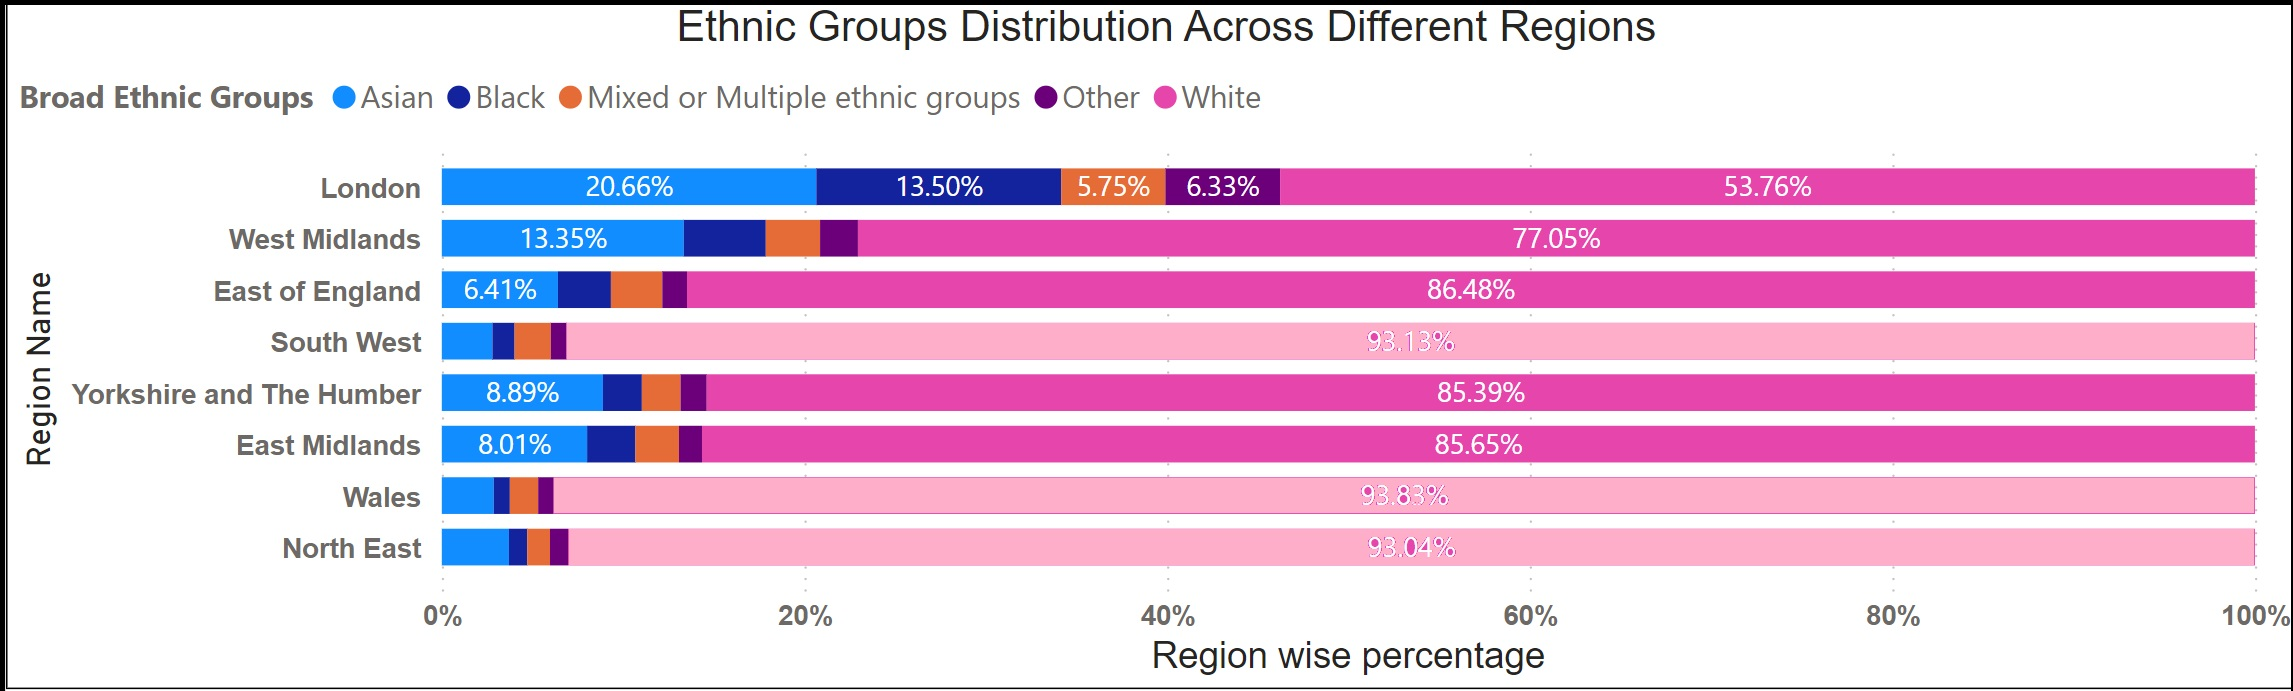 Ethnic Groups Distribution Across Different Regions
Broad Ethnic Groups Asian Black Mixed or Multiple ethnic groups Other White
Region Name
London 20.66% 13.50% 5.75% 6.33% 53.76%
West Midlands 13.35% 77.05%
East of England 6.41% 86.48%
South West 93.13%
Yorkshire and The Humber 8.89% 85.39%
East Midlands 8.01% 85.65%
Wales 93.83%
North East 93.04%
0% 20% 40% 60% 80% 100%
Region wise percentage